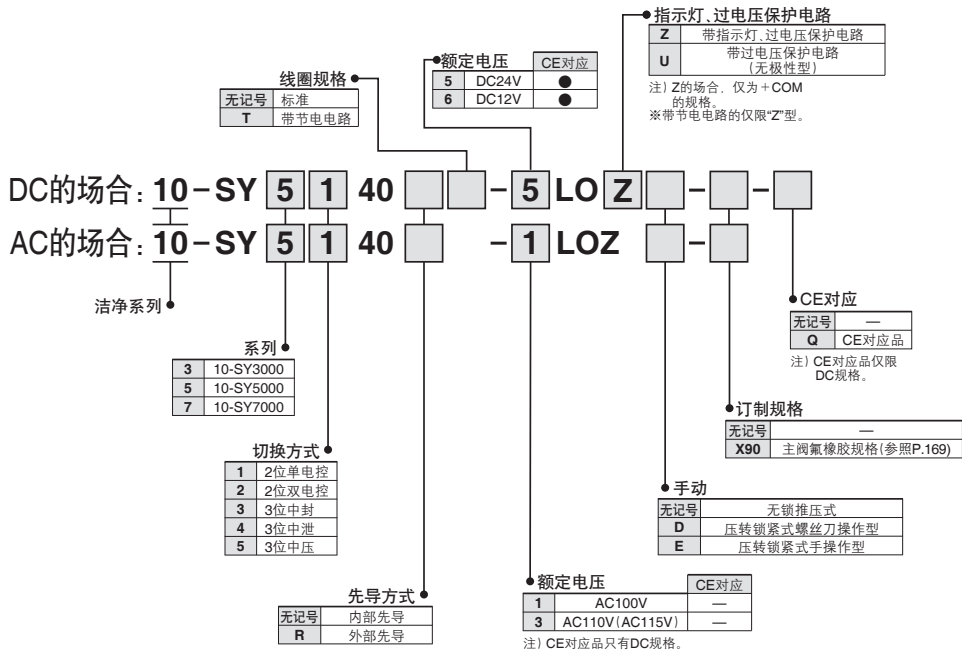 指示灯、过电压保护电路
Z 带指示灯、过电压保护电路
U 带过电压保护电路
(无极性型)
注) Z的场合，仅为＋COM
的规格。
※带节电电路的仅限“Z”型。
额定电压 CE对应
5 DC24V ●
6 DC12V ●
线圈规格
无记号 标准
T 带节电电路
DC的场合: 10-SY 5 1 40 - 5 LO Z - -
AC的场合: 10-SY 5 1 40 - 1 LOZ -
洁净系列
系列
3 10-SY3000
5 10-SY5000
7 10-SY7000
切换方式
1 2位单电控
2 2位双电控
3 3位中封
4 3位中泄
5 3位中压
先导方式
无记号 内部先导
R 外部先导
额定电压 CE对应
1 AC100V —
3 AC110V(AC115V) —
注) CE对应品只有DC规格。
手动
无记号 无锁推压式
D 压转锁紧式螺丝刀操作型
E 压转锁紧式手操作型
订制规格
无记号 —
X90 主阀氟橡胶规格(参照P.169)
CE对应
无记号 —
Q CE对应品
注) CE对应品仅限
DC规格。